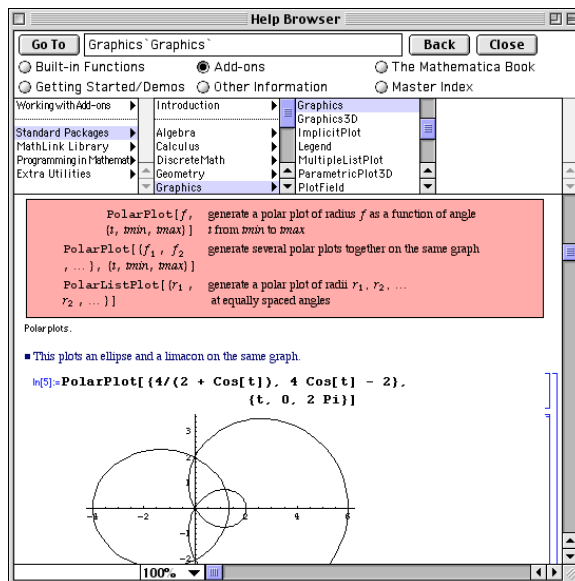 Help Browser
Go To Graphics`Graphics` Back Close
Built-in Functions Add-ons The Mathematica Book
Getting Started/Demos Other Information Master Index
Working with Add-ons
Standard Packages
MathLink Library
Programming in Mathemati
Extra Utilities
Introduction
Algebra
Calculus
DiscreteMath
Geometry
Graphics
Graphics
Graphics3D
ImplicitPlot
Legend
MultipleListPlot
ParametricPlot3D
PlotField
PolarPlot[f, generate a polar plot of radius f as a function of angle
{t, tmin, tmax}] t from tmin to tmax
PolarPlot[{f1 , f2 generate several polar plots together on the same graph
, ... }, {t, tmin, tmax}]
PolarListPlot[{r1 , generate a polar plot of radii r1, r2, ...
r2 , ... }] at equally spaced angles
Polar plots.
This plots an ellipse and a limacon on the same graph.
In[5]:= PolarPlot[{4/(2 + Cos[t]), 4 Cos[t] - 2},
{t, 0, 2 Pi}]
3
2
1
-4 -2 2 4 6
-1
-2
100%